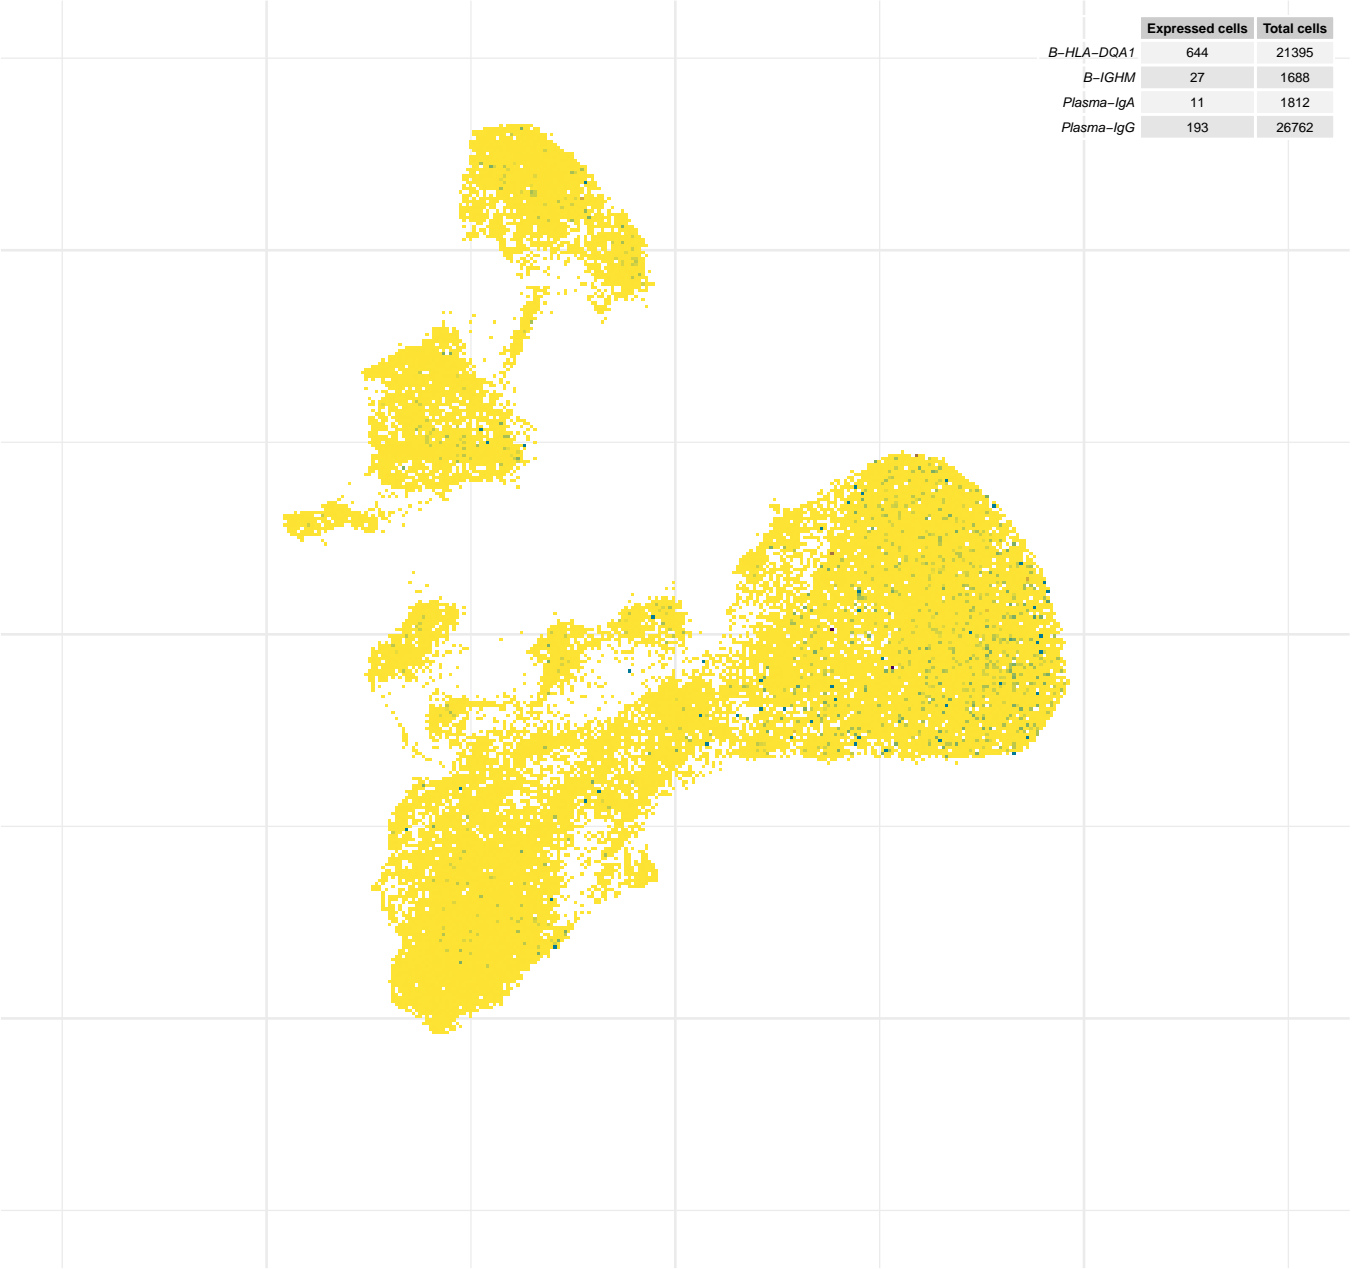 Expressed cells Total cells
B−HLA−DQA1 644 21395
B−IGHM 27 1688
Plasma−IgA 11 1812
Plasma−IgG 193 26762